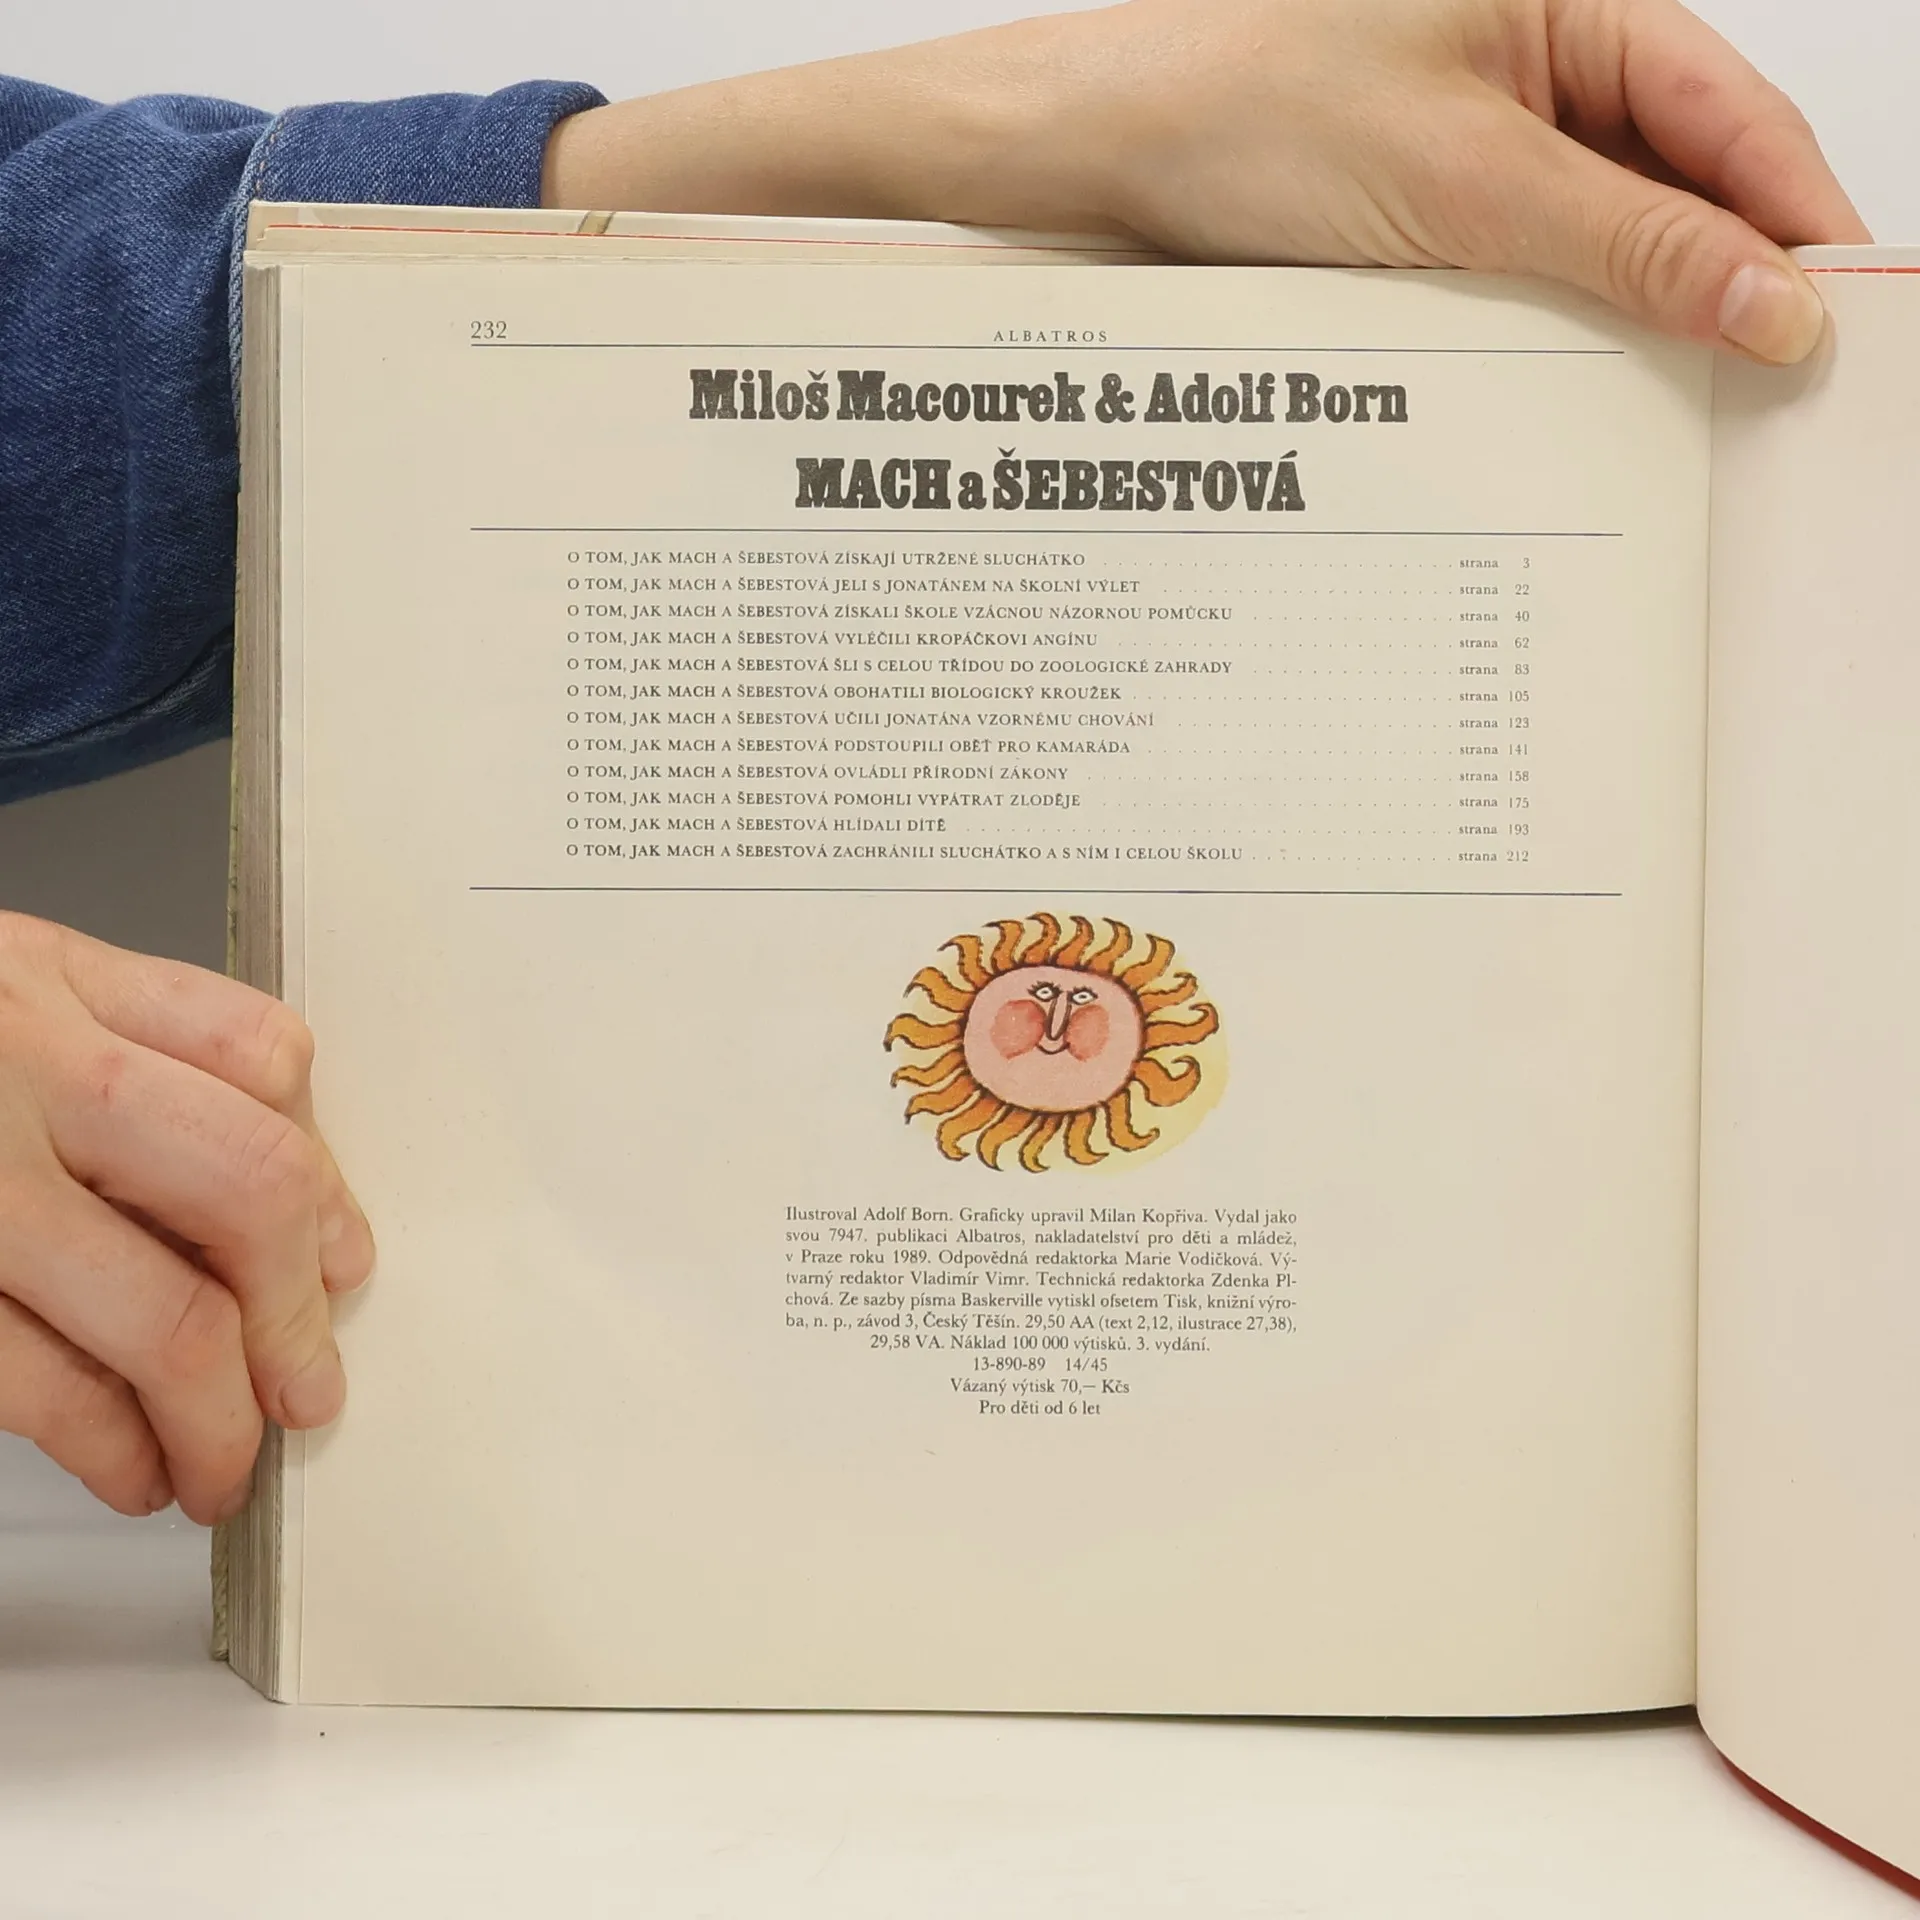 232
ALBATROS
Miloš Macourek & Adolf Born
MACH a ŠEBESTOVÁ
O TOM, JAK MACH A ŠEBESTOVÁ ZÍSKAJÍ UTRŽENÉ SLUCHÁTKO . . . . . . . . . . strana 3
O TOM, JAK MACH A ŠEBESTOVÁ JELI S JONATÁNEM NA ŠKOLNÍ VÝLET . . . . . . . . . . strana 22
O TOM, JAK MACH A ŠEBESTOVÁ ZÍSKALI ŠKOLE VZÁCNOU NÁZORNOU POMŮCKU . . . . . . . . . . strana 40
O TOM, JAK MACH A ŠEBESTOVÁ VYLÉČILI KROPÁČKOVI ANGÍNU . . . . . . . . . . strana 62
O TOM, JAK MACH A ŠEBESTOVÁ ŠLI S CELOU TŘÍDOU DO ZOOLOGICKÉ ZAHRADY . . . . . . . . . . strana 83
O TOM, JAK MACH A ŠEBESTOVÁ OBOHATILI BIOLOGICKÝ KROUŽEK . . . . . . . . . . strana 105
O TOM, JAK MACH A ŠEBESTOVÁ UČILI JONATÁNA VZORNÉMU CHOVÁNÍ . . . . . . . . . . strana 123
O TOM, JAK MACH A ŠEBESTOVÁ PODSTOUPILI OBĚŤ PRO KAMARÁDA . . . . . . . . . . strana 141
O TOM, JAK MACH A ŠEBESTOVÁ OVLÁDLI PŘÍRODNÍ ZÁKONY . . . . . . . . . . strana 158
O TOM, JAK MACH A ŠEBESTOVÁ POMOHLI VYPÁTRAT ZLODĚJE . . . . . . . . . . strana 175
O TOM, JAK MACH A ŠEBESTOVÁ HLÍDALI DÍTĚ . . . . . . . . . . strana 193
O TOM, JAK MACH A ŠEBESTOVÁ ZACHRÁNILI SLUCHÁTKO A S NÍM I CELOU ŠKOLU . . . . . . . . . . strana 212
Ilustroval Adolf Born. Graficky upravil Milan Kopřiva. Vydal jako
svou 7947. publikaci Albatros, nakladatelství pro děti a mládež,
v Praze roku 1989. Odpovědná redaktorka Marie Vodičková. Vý-
tvarný redaktor Vladimír Vimr. Technická redaktorka Zdenka Pl-
chová. Ze sazby písma Baskerville vytiskl ofsetem Tisk, knižní výro-
ba, n. p., závod 3, Český Těšín. 29,50 AA (text 2,12, ilustrace 27,38),
29,58 VA. Náklad 100 000 výtisků. 3. vydání.
13-890-89 14/45
Vázaný výtisk 70,— Kčs
Pro děti od 6 let